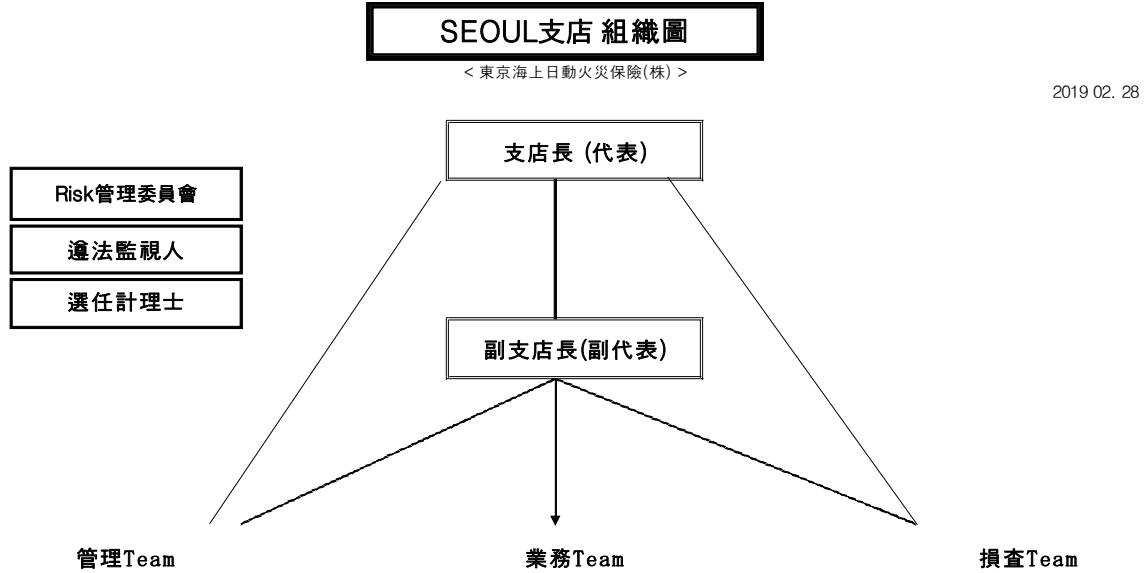 SEOUL支店 組織圖
< 東京海上日動火災保險(株) >
2019 02. 28
支店長 (代表)
Risk管理委員會
遵法監視人
選任計理士
副支店長(副代表)
管理Team
業務Team
損査Team